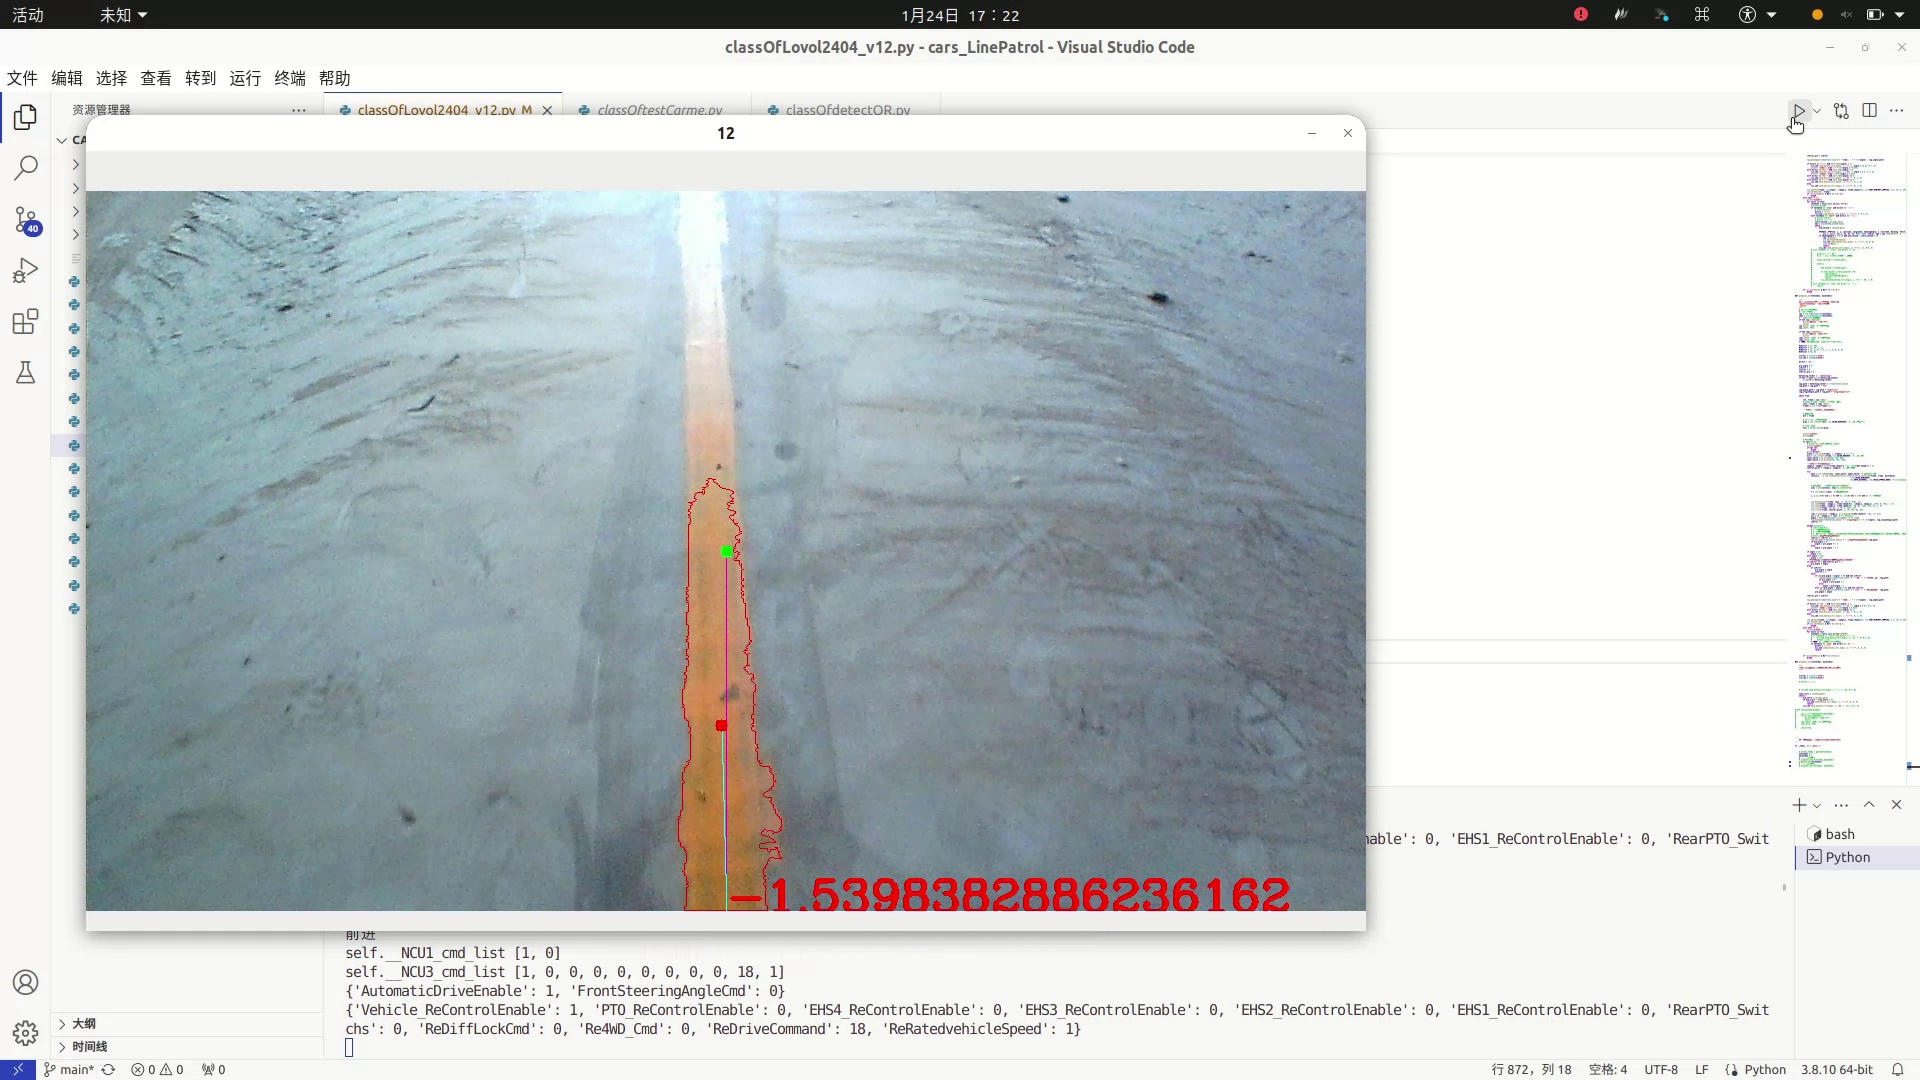 活动
未知
1月24日 17：22
classOfLovol2404_v12.py - cars_LinePatrol - Visual Studio Code
文件 编辑 选择 查看 转到 运行 终端 帮助
资源管理器
classOfLovol2404_v12.py M
classOftestCarme.py
classOfdetectQR.py
CA
12
40
-1.5398382886236162
nable': 0, 'EHS1_ReControlEnable': 0, 'RearPTO_Swit
bash
Python
前进
self.__NCU1_cmd_list [1, 0]
self.__NCU3_cmd_list [1, 0, 0, 0, 0, 0, 0, 0, 0, 18, 1]
{'AutomaticDriveEnable': 1, 'FrontSteeringAngleCmd': 0}
{'Vehicle_ReControlEnable': 1, 'PTO_ReControlEnable': 0, 'EHS4_ReControlEnable': 0, 'EHS3_ReControlEnable': 0, 'EHS2_ReControlEnable': 0, 'EHS1_ReControlEnable': 0, 'RearPTO_Swit
chs': 0, 'ReDiffLockCmd': 0, 'Re4WD_Cmd': 0, 'ReDriveCommand': 18, 'ReRatedvehicleSpeed': 1}
大纲
时间线
main* 0 0 0
行 872，列 18 空格: 4 UTF-8 LF Python 3.8.10 64-bit